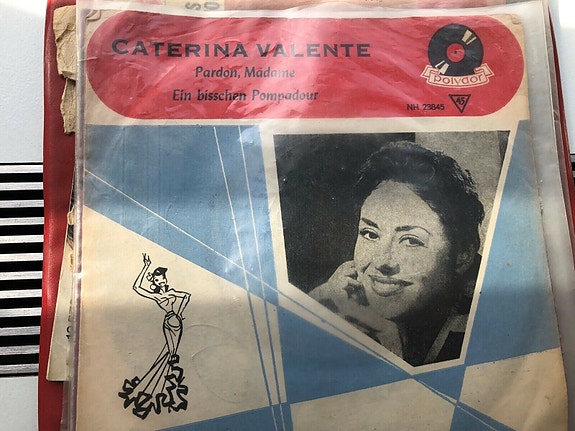 CATERINA VALENTE
Pardon, Madame
Ein bisschen Pompadour
Polydor
NH 23845
45